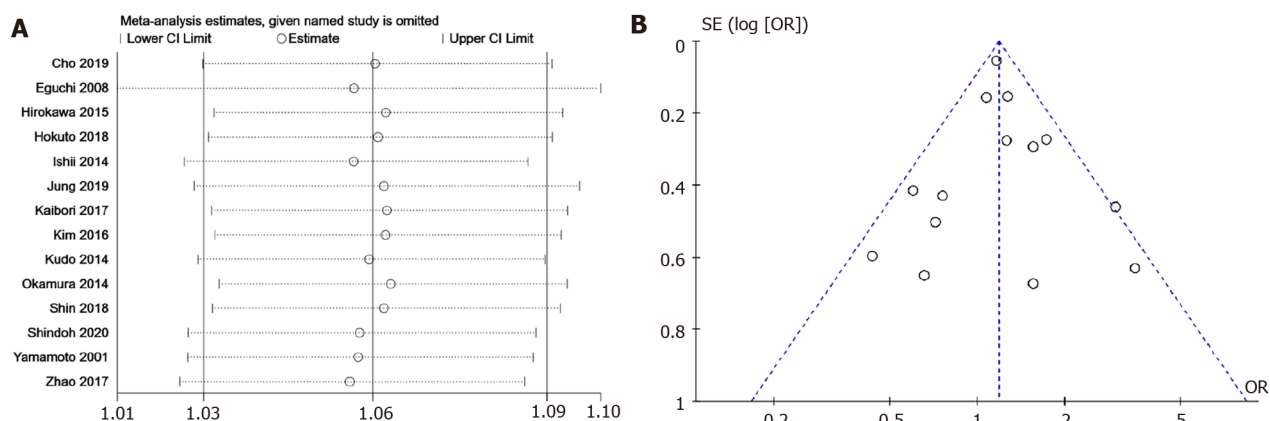 A
Meta-analysis estimates, given named study is omitted
Lower CI Limit Estimate Upper CI Limit
Cho 2019
Eguchi 2008
Hirokawa 2015
Hokuto 2018
Ishii 2014
Jung 2019
Kaibori 2017
Kim 2016
Kudo 2014
Okamura 2014
Shin 2018
Shindoh 2020
Yamamoto 2001
Zhao 2017
1.01 1.03 1.06 1.09 1.10
B
SE (log [OR])
0
0.2
0.4
0.6
0.8
1
OR
0.2 0.5 1 2 5